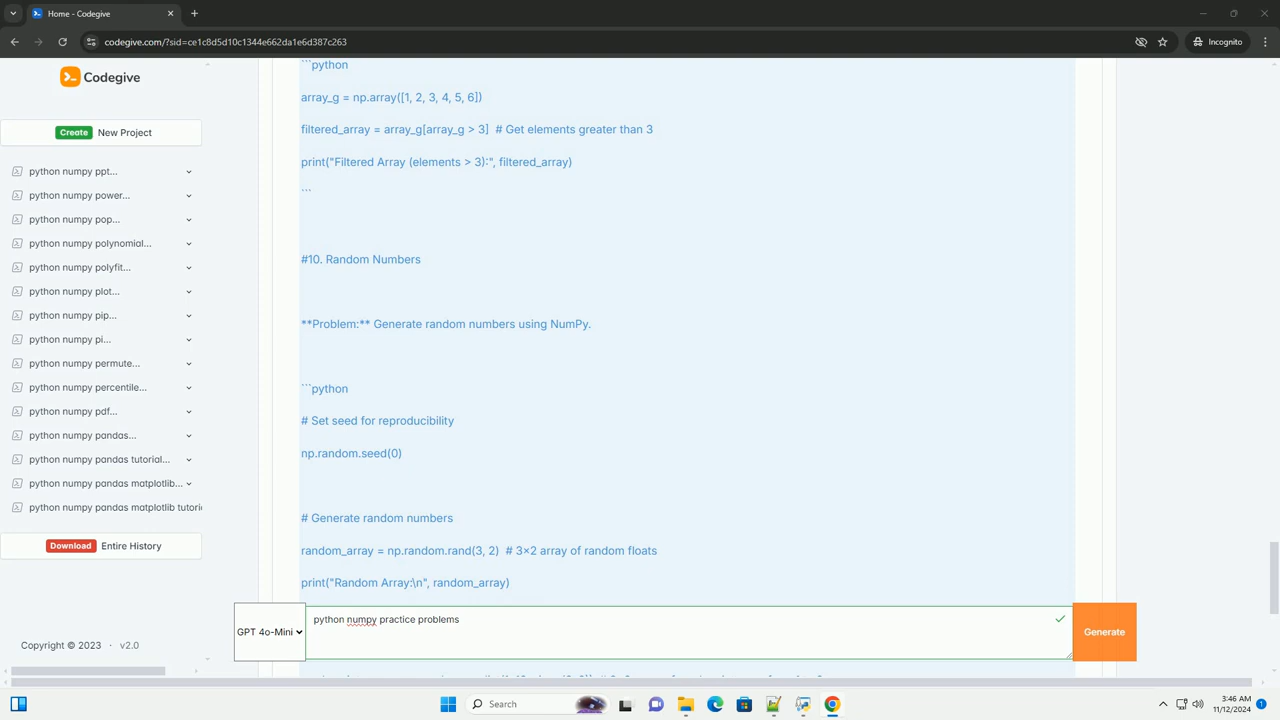 Home - Codegive
codegive.com/?sid=ce1c8d5d10c1344e662da1e6d387c263
Incognito
Codegive
Create New Project
python numpy ppt...
python numpy power...
python numpy pop...
python numpy polynomial...
python numpy polyfit...
python numpy plot...
python numpy pip...
python numpy pi...
python numpy permute...
python numpy percentile...
python numpy pdf...
python numpy pandas...
python numpy pandas tutorial...
python numpy pandas matplotlib...
python numpy pandas matplotlib tutori
Download Entire History
Copyright © 2023 · v2.0
```python
array_g = np.array([1, 2, 3, 4, 5, 6])
filtered_array = array_g[array_g > 3]  # Get elements greater than 3
print("Filtered Array (elements > 3):", filtered_array)
```
#10. Random Numbers
**Problem:** Generate random numbers using NumPy.
```python
# Set seed for reproducibility
np.random.seed(0)
# Generate random numbers
random_array = np.random.rand(3, 2)  # 3×2 array of random floats
print("Random Array:\n", random_array)
GPT 4o-Mini
python numpy practice problems
Generate
Search
3:46 AM
11/12/2024